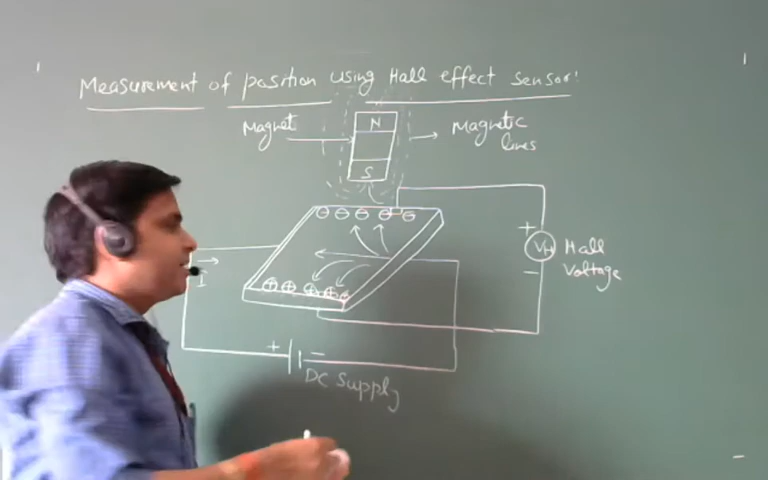 Measurement of position using Hall effect sensor:
Magnet
N
S
Magnetic
lines
I
+
VH
-
Hall
Voltage
+
-
DC Supply